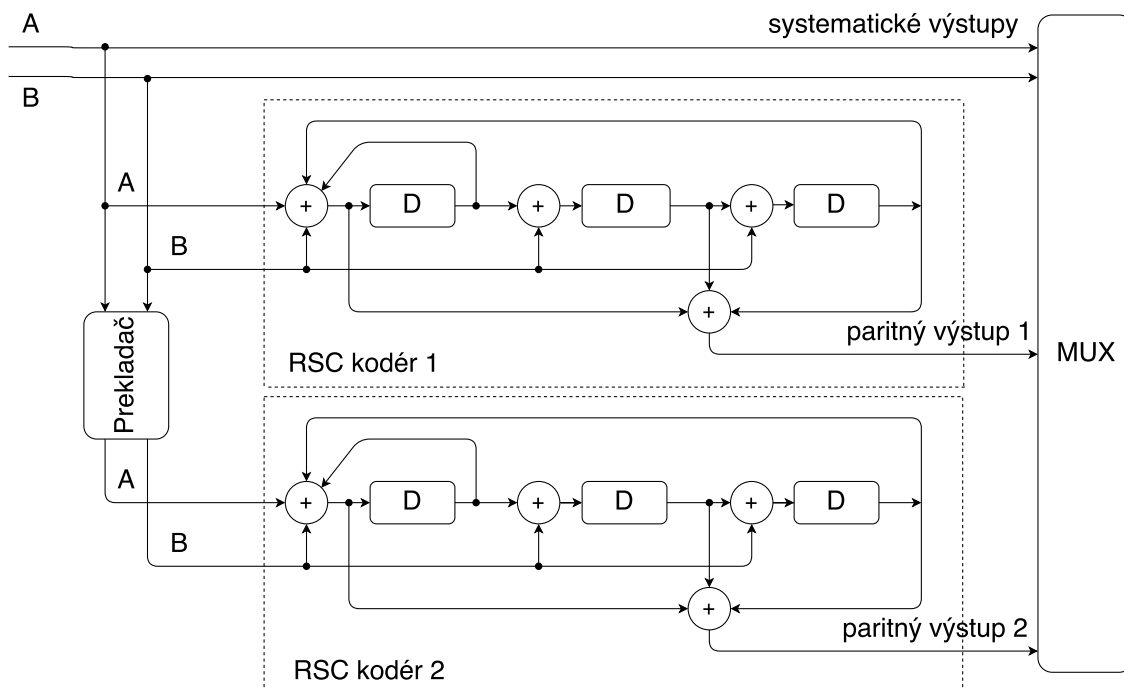 A
systematické výstupy
B
A
D
D
D
B
paritný výstup 1
RSC kodér 1
MUX
Prekladač
A
D
D
D
B
paritný výstup 2
RSC kodér 2